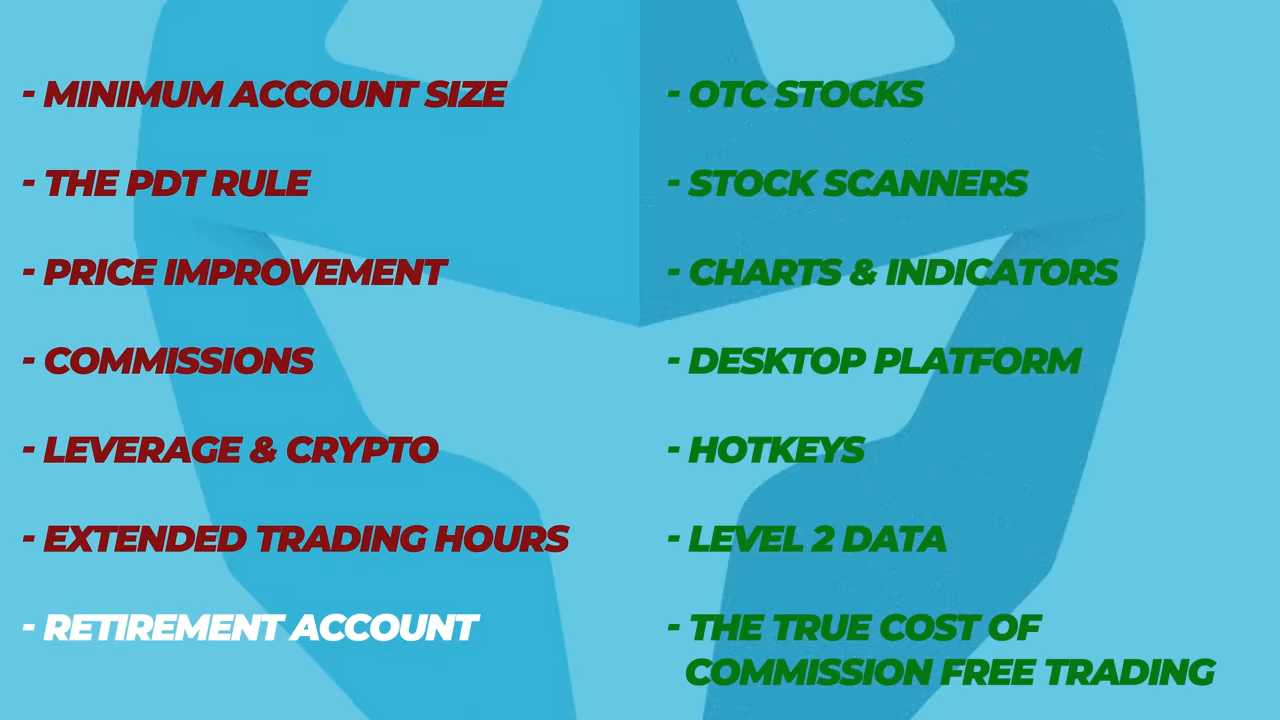 - MINIMUM ACCOUNT SIZE
- THE PDT RULE
- PRICE IMPROVEMENT
- COMMISSIONS
- LEVERAGE & CRYPTO
- EXTENDED TRADING HOURS
- RETIREMENT ACCOUNT
- OTC STOCKS
- STOCK SCANNERS
- CHARTS & INDICATORS
- DESKTOP PLATFORM
- HOTKEYS
- LEVEL 2 DATA
- THE TRUE COST OF
COMMISSION FREE TRADING